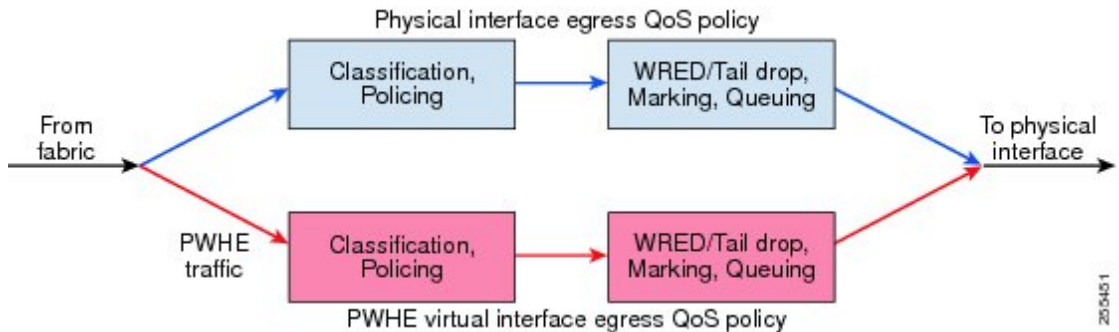 Physical interface egress QoS policy
Classification,
Policing
WRED/Tail drop,
Marking, Queuing
From
fabric
To physical
interface
PWHE
traffic
Classification,
Policing
WRED/Tail drop,
Marking, Queuing
PWHE virtual interface egress QoS policy
255451